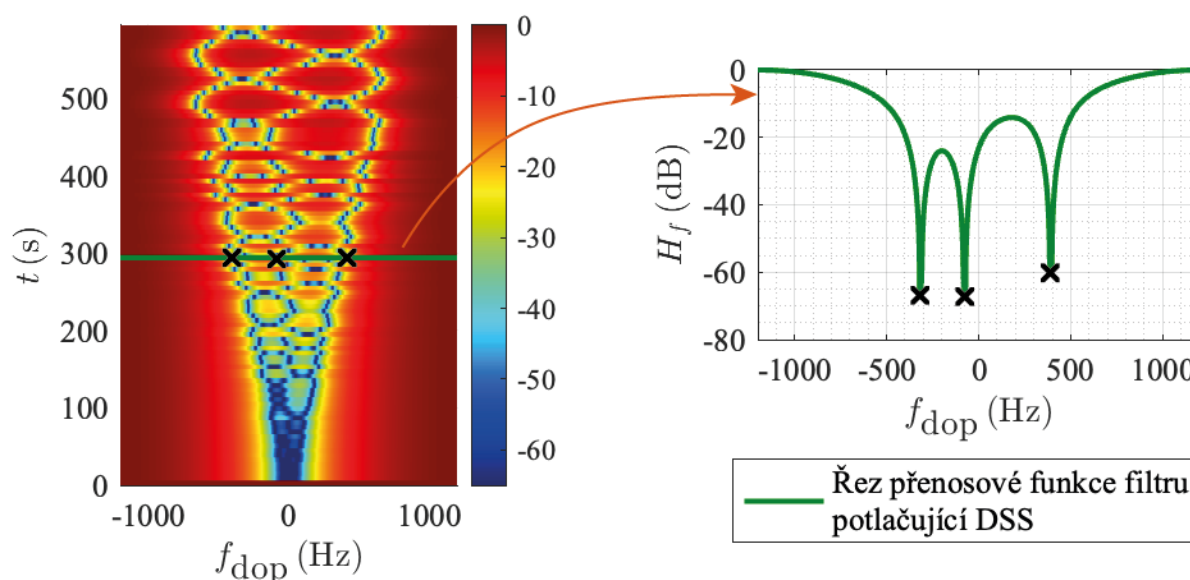 500
400
300
200
100
0
t (s)
-1000 0 1000
f_dop (Hz)
0
-10
-20
-30
-40
-50
-60
0
-20
-40
-60
-80
H_f (dB)
-1000 -500 0 500 1000
f_dop (Hz)
Řez přenosové funkce filtru
potlačující DSS